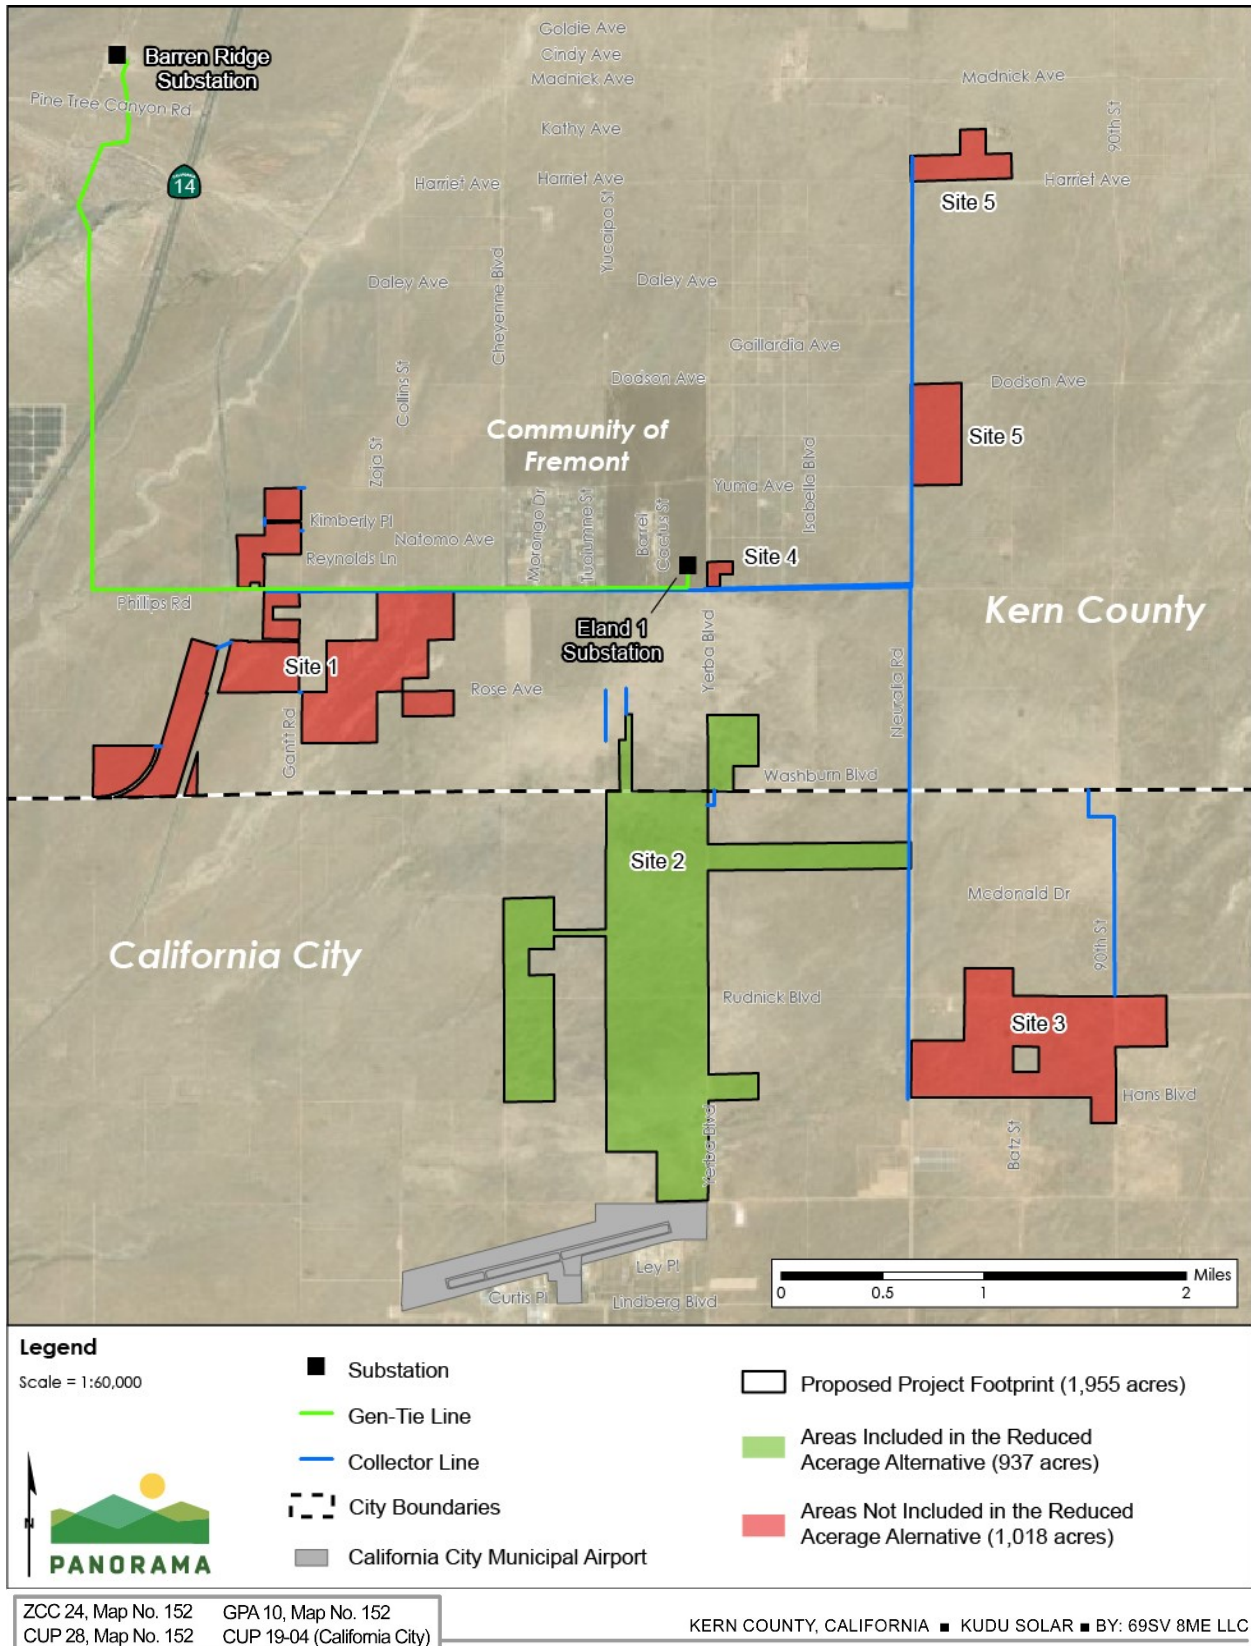 Goldie Ave
Cindy Ave
Madnick Ave
Madnick Ave
Barren Ridge
Substation
Pine Tree Canyon Rd
Kathy Ave
90th St
CALIFORNIA
14
Harriet Ave
Harriet Ave
Harriet Ave
Site 5
Yucaipa St
Cheyenne Blvd
Daley Ave
Daley Ave
Gaillardia Ave
Collins St
Dodson Ave
Dodson Ave
Community of
Fremont
Site 5
Zaja St
Isabella Blvd
Yuma Ave
Kimberly Pl
Natomo Ave
Reynolds Ln
Morongo Dr
Tuolumne St
Barrel
Cactus St
Site 4
Phillips Rd
Eland 1
Substation
Kern County
Yerba Blvd
Neuralia Rd
Site 1
Rose Ave
Gantt Rd
Washburn Blvd
Site 2
Mcdonald Dr
California City
90th St
Rudnick Blvd
Site 3
Hans Blvd
Batz St
Yerba Blvd
Ley Pl
Curtis Pl
Lindberg Blvd
Miles
0 0.5 1 2
Legend
Scale = 1:60,000
N
PANORAMA
Substation
Gen-Tie Line
Collector Line
City Boundaries
California City Municipal Airport
Proposed Project Footprint (1,955 acres)
Areas Included in the Reduced
Acerage Alternative (937 acres)
Areas Not Included in the Reduced
Acerage Alernative (1,018 acres)
ZCC 24, Map No. 152 GPA 10, Map No. 152
CUP 28, Map No. 152 CUP 19-04 (California City)
KERN COUNTY, CALIFORNIA ■ KUDU SOLAR ■ BY: 69SV 8ME LLC